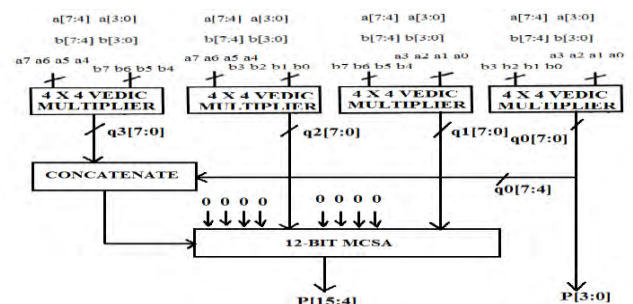 a[7:4] a[3:0] a[7:4] a[3:0] a[7:4] a[3:0] a[7:4] a[3:0]
b[7:4] b[3:0] b[7:4] b[3:0] b[7:4] b[3:0] b[7:4] b[3:0]
a7 a6 a5 a4 b7 b6 b5 b4 a7 a6 a5 a4 b3 b2 b1 b0 b7 b6 b5 b4 a3 a2 a1 a0 b3 b2 b1 b0 a3 a2 a1 a0
4 X 4 VEDIC 4 X 4 VEDIC 4 X 4 VEDIC 4 X 4 VEDIC
MULTIPLIER MULTIPLIER MULTIPLIER MULTIPLIER
q3[7:0] q2[7:0] q1[7:0] q0[7:0]
CONCATENATE
q0[7:4]
0 0 0 0 0 0 0 0
12-BIT MCSA
P[15:4] P[3:0]